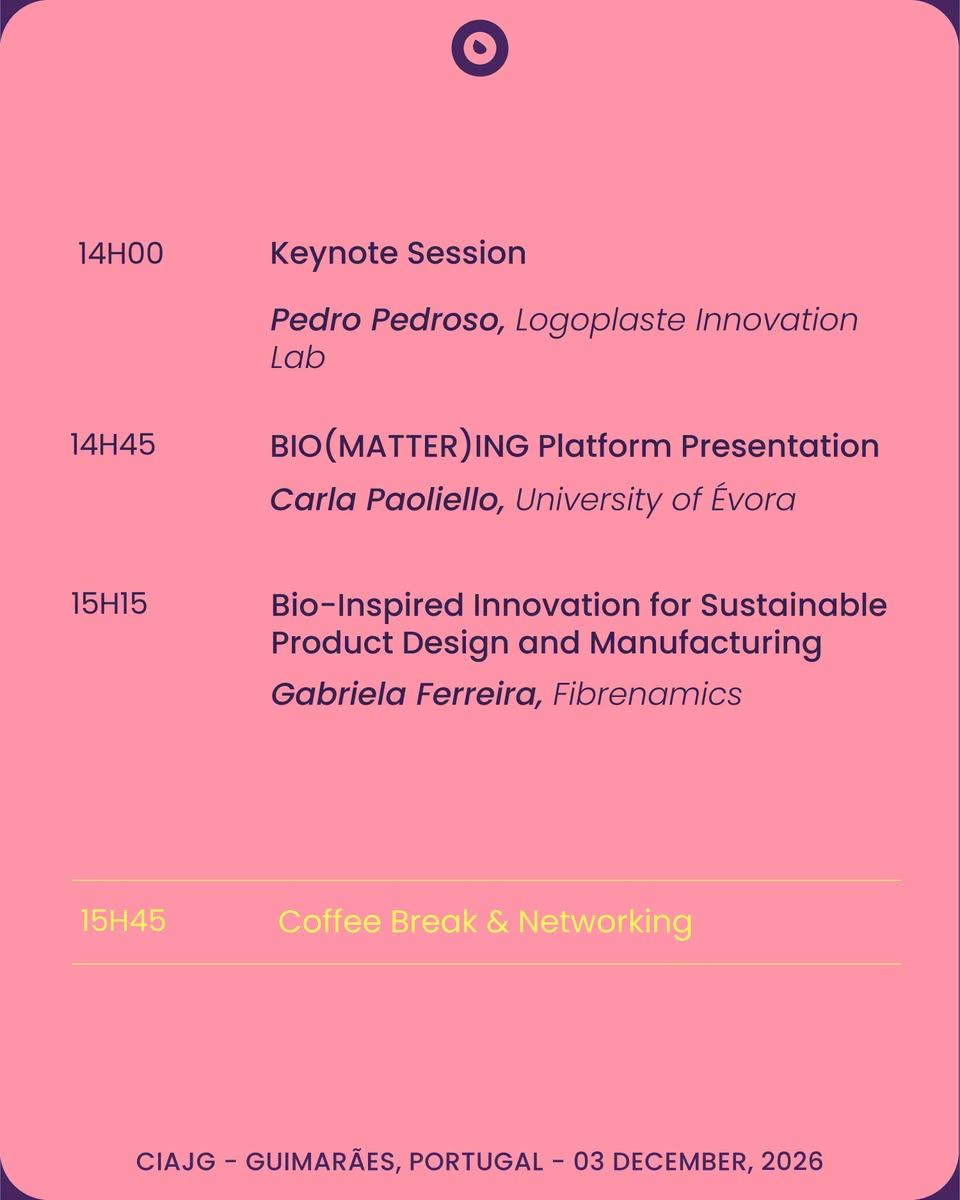 14H00 Keynote Session
Pedro Pedroso, Logoplaste Innovation
Lab
14H45 BIO(MATTER)ING Platform Presentation
Carla Paoliello, University of Évora
15H15 Bio-Inspired Innovation for Sustainable
Product Design and Manufacturing
Gabriela Ferreira, Fibrenamics
15H45 Coffee Break & Networking
CIAJG - GUIMARÃES, PORTUGAL - 03 DECEMBER, 2026